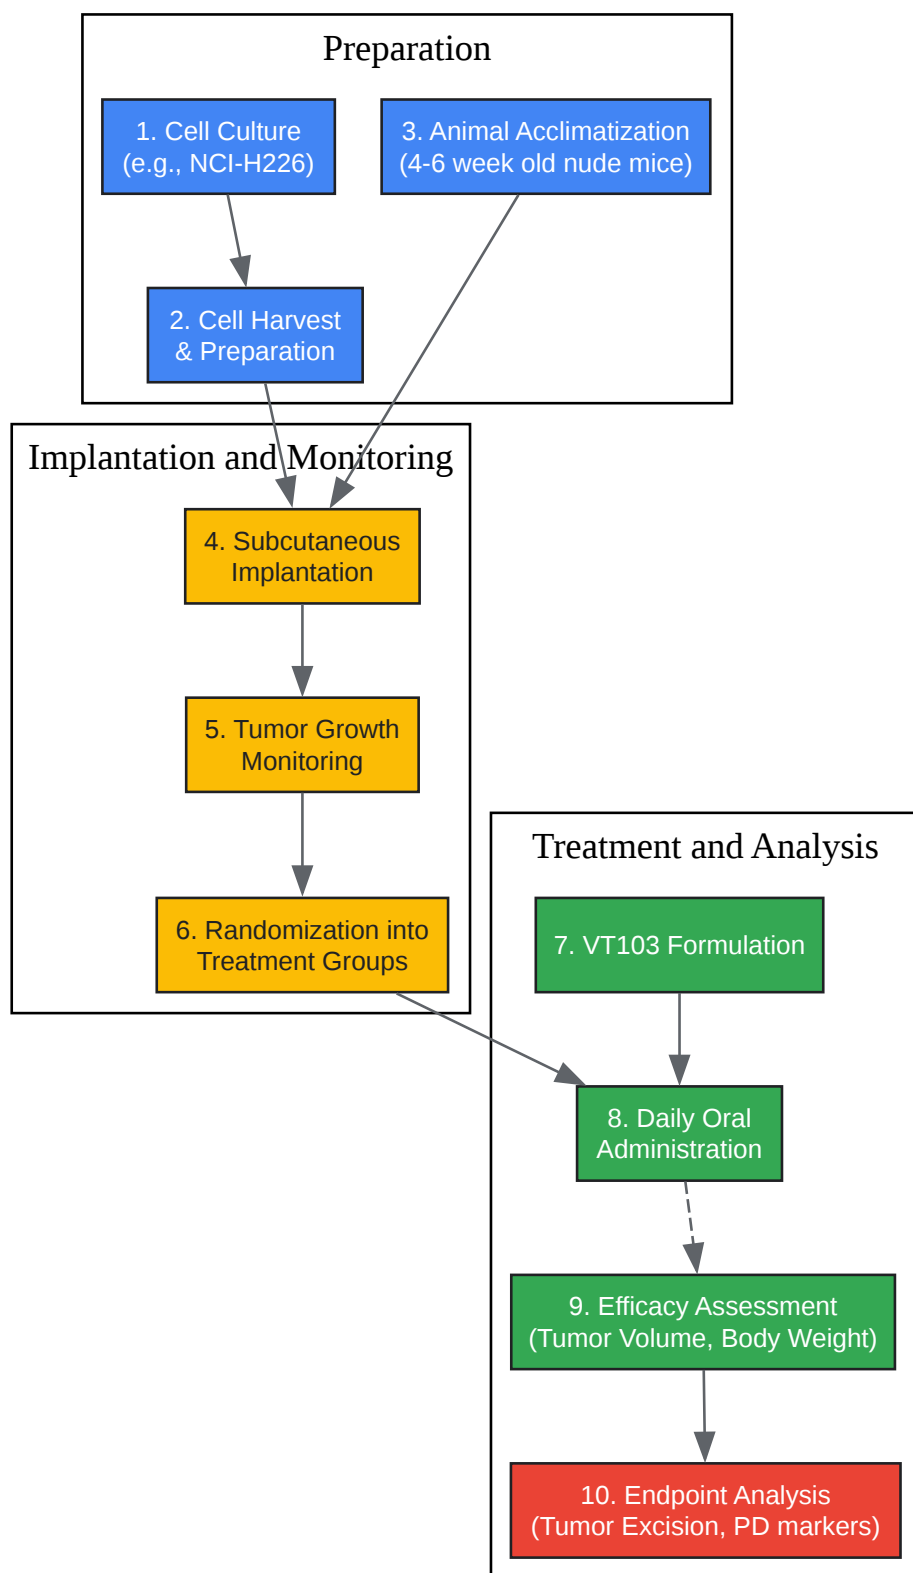 Preparation
1. Cell Culture
(e.g., NCI-H226)
3. Animal Acclimatization
(4-6 week old nude mice)
2. Cell Harvest
& Preparation
Implantation and Monitoring
4. Subcutaneous
Implantation
5. Tumor Growth
Monitoring
6. Randomization into
Treatment Groups
Treatment and Analysis
7. VT103 Formulation
8. Daily Oral
Administration
9. Efficacy Assessment
(Tumor Volume, Body Weight)
10. Endpoint Analysis
(Tumor Excision, PD markers)